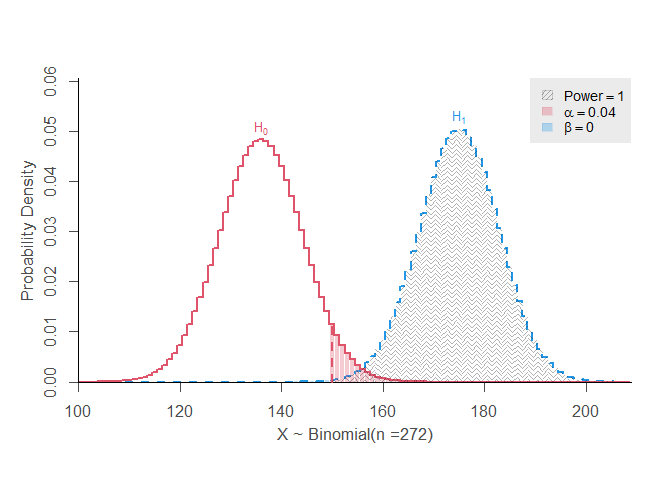 Power = 1
α = 0.04
β = 0
H0
H1
Probability Density
0.06
0.05
0.04
0.03
0.02
0.01
0.00
100 120 140 160 180 200
X ~ Binomial(n =272)